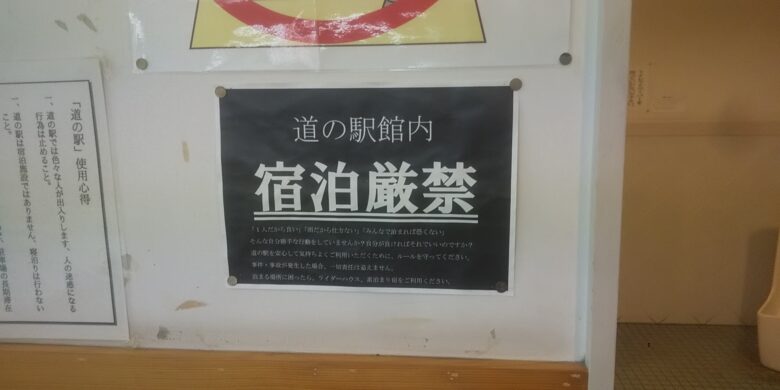 道の駅館内
宿泊厳禁
「1人だから良い」「雨だから仕方ない」「みんなで泊まれば悪くない」
そんな自分勝手な行動をしていませんか？自分が良ければそれでいいのですか？
道の駅を安心して気持ちよくご利用いただくために、ルールを守ってください。
事件・事故が発生した場合、一切責任は追えません。
泊まる場所に困ったら、ライダーハウス、素泊まり宿をご利用ください。
「道の駅」使用心得
一、道の駅では色々な人が出入りします。人の迷惑になる
行為は止めること。
一、道の駅は宿泊施設ではありません。寝泊りは行わない
こと。